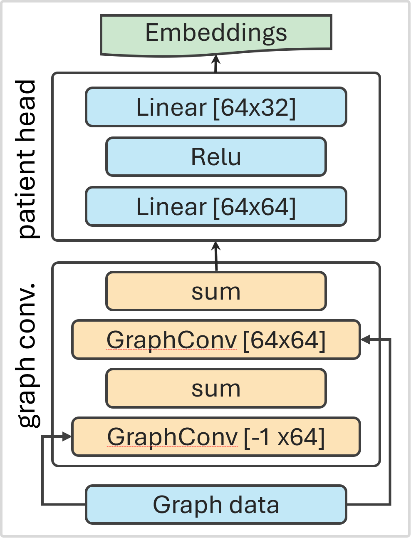 Embeddings
patient head
Linear [64x32]
Relu
Linear [64x64]
graph conv.
sum
GraphConv [64x64]
sum
GraphConv [-1 x64]
Graph data